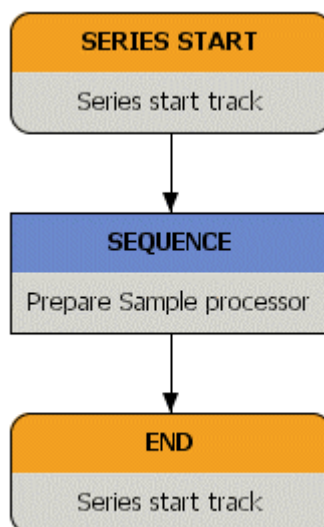 SERIES START
Series start track
SEQUENCE
Prepare Sample processor
END
Series start track